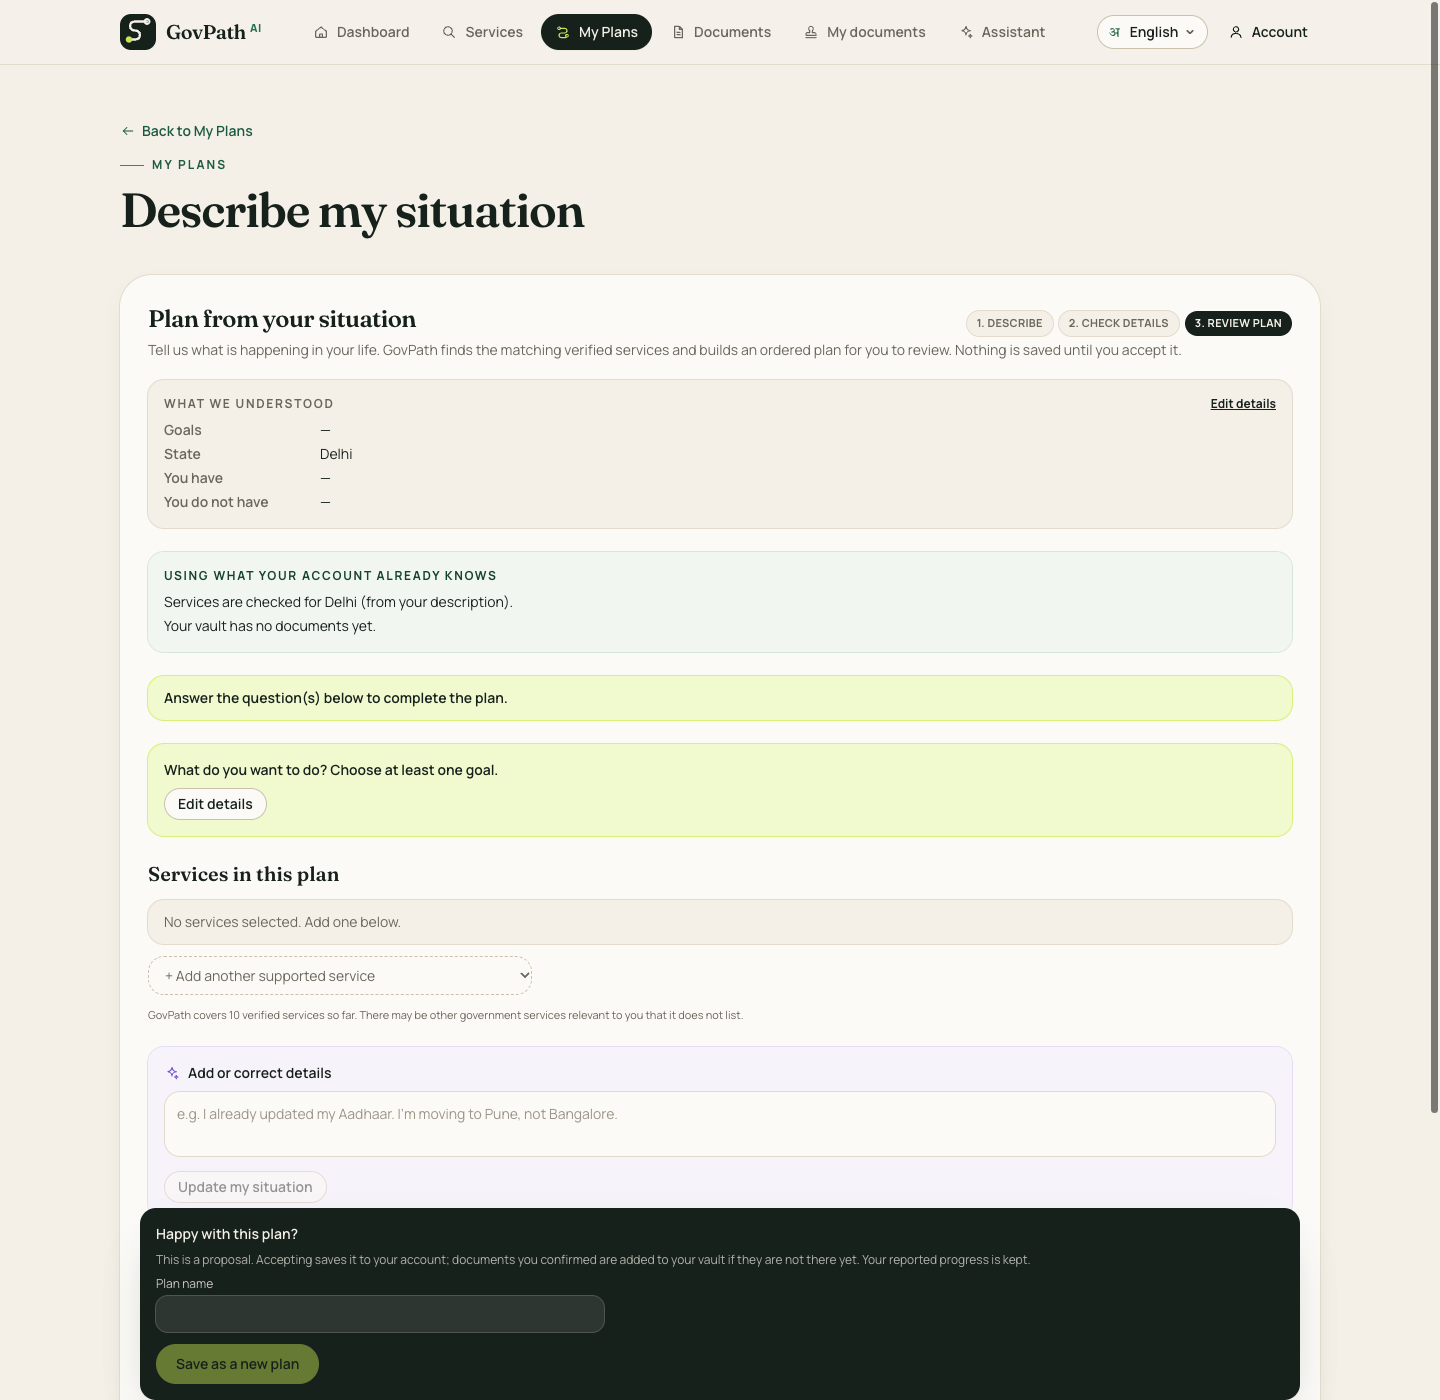 GovPath AI
Dashboard
Services
My Plans
Documents
My documents
Assistant
अ English
Account
Back to My Plans
MY PLANS
Describe my situation
Plan from your situation
1. DESCRIBE
2. CHECK DETAILS
3. REVIEW PLAN
Tell us what is happening in your life. GovPath finds the matching verified services and builds an ordered plan for you to review. Nothing is saved until you accept it.
WHAT WE UNDERSTOOD
Edit details
Goals —
State Delhi
You have —
You do not have —
USING WHAT YOUR ACCOUNT ALREADY KNOWS
Services are checked for Delhi (from your description).
Your vault has no documents yet.
Answer the question(s) below to complete the plan.
What do you want to do? Choose at least one goal.
Edit details
Services in this plan
No services selected. Add one below.
+ Add another supported service
GovPath covers 10 verified services so far. There may be other government services relevant to you that it does not list.
Add or correct details
e.g. I already updated my Aadhaar. I'm moving to Pune, not Bangalore.
Update my situation
Happy with this plan?
This is a proposal. Accepting saves it to your account; documents you confirmed are added to your vault if they are not there yet. Your reported progress is kept.
Plan name
Save as a new plan